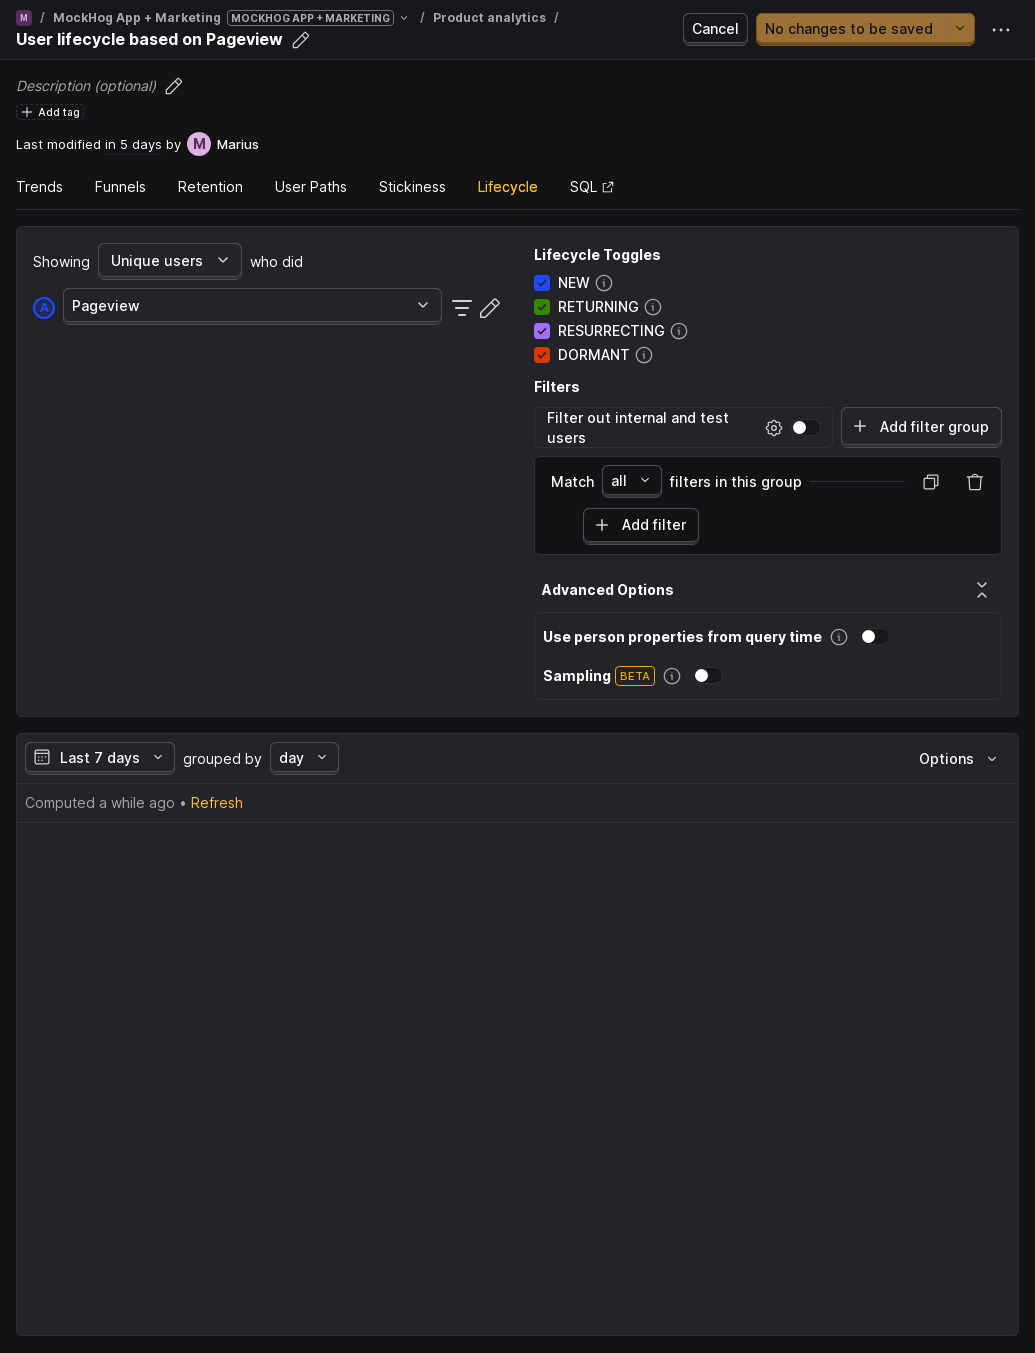 M / MockHog App + Marketing MOCKHOG APP + MARKETING / Product analytics /
User lifecycle based on Pageview
Cancel
No changes to be saved
Description (optional)
Add tag
Last modified in 5 days by M Marius
Trends Funnels Retention User Paths Stickiness Lifecycle SQL
Showing Unique users who did
A Pageview
Lifecycle Toggles
NEW
RETURNING
RESURRECTING
DORMANT
Filters
Filter out internal and test
users
Add filter group
Match all filters in this group
Add filter
Advanced Options
Use person properties from query time
Sampling BETA
Last 7 days grouped by day
Options
Computed a while ago • Refresh